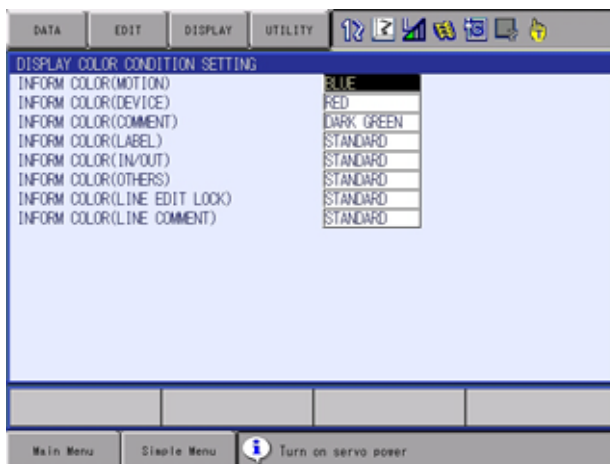 DATA EDIT DISPLAY UTILITY
DISPLAY COLOR CONDITION SETTING
INFORM COLOR(MOTION) BLUE
INFORM COLOR(DEVICE) RED
INFORM COLOR(COMMENT) DARK GREEN
INFORM COLOR(LABEL) STANDARD
INFORM COLOR(IN/OUT) STANDARD
INFORM COLOR(OTHERS) STANDARD
INFORM COLOR(LINE EDIT LOCK) STANDARD
INFORM COLOR(LINE COMMENT) STANDARD
Main Menu Simple Menu Turn on servo power